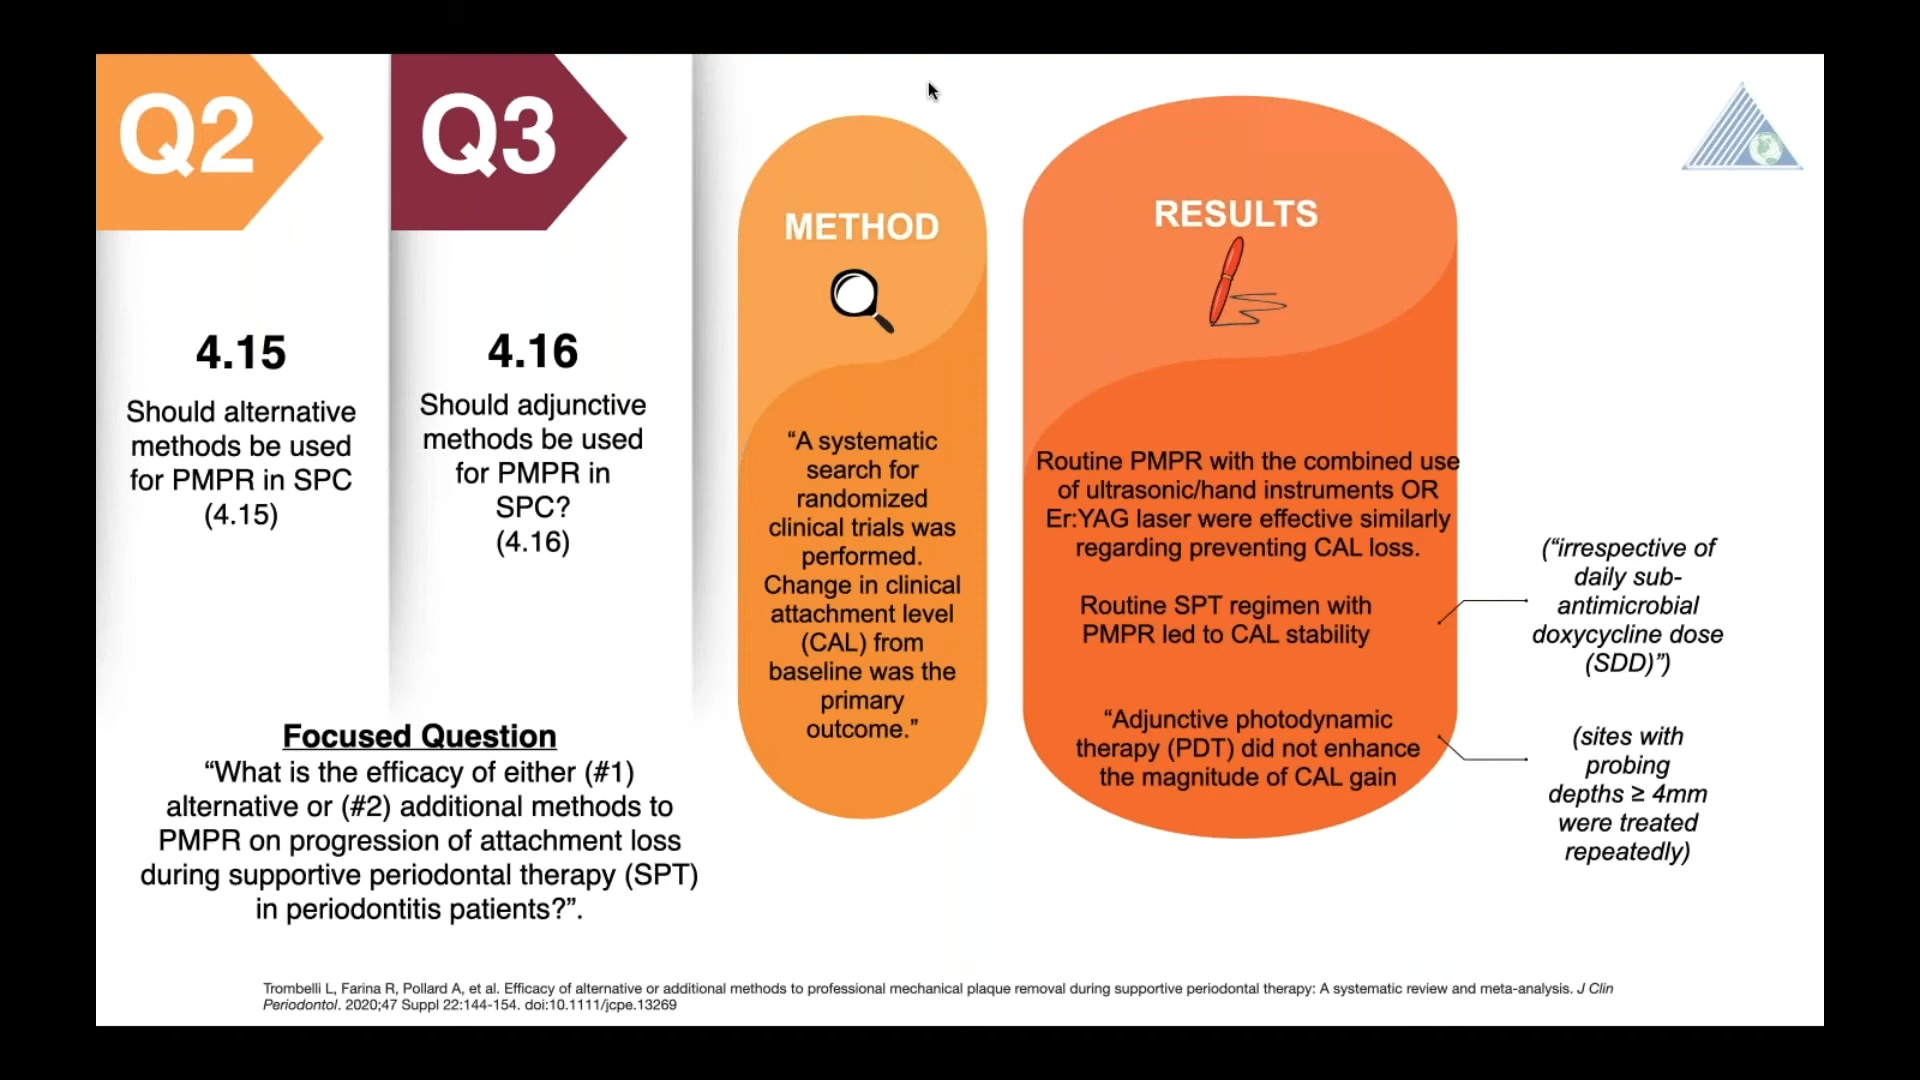 Q2
4.15
Should alternative
methods be used
for PMPR in SPC
(4.15)
Q3
4.16
Should adjunctive
methods be used
for PMPR in
SPC?
(4.16)
Focused Question
“What is the efficacy of either (#1)
alternative or (#2) additional methods to
PMPR on progression of attachment loss
during supportive periodontal therapy (SPT)
in periodontitis patients?”.
METHOD
“A systematic
search for
randomized
clinical trials was
performed.
Change in clinical
attachment level
(CAL) from
baseline was the
primary
outcome.”
RESULTS
Routine PMPR with the combined use
of ultrasonic/hand instruments OR
Er:YAG laser were effective similarly
regarding preventing CAL loss.
Routine SPT regimen with
PMPR led to CAL stability
“Adjunctive photodynamic
therapy (PDT) did not enhance
the magnitude of CAL gain
(“irrespective of
daily sub-
antimicrobial
doxycycline dose
(SDD)”)
(sites with
probing
depths ≥ 4mm
were treated
repeatedly)
Trombelli L, Farina R, Pollard A, et al. Efficacy of alternative or additional methods to professional mechanical plaque removal during supportive periodontal therapy: A systematic review and meta-analysis. J Clin
Periodontol. 2020;47 Suppl 22:144-154. doi:10.1111/jcpe.13269